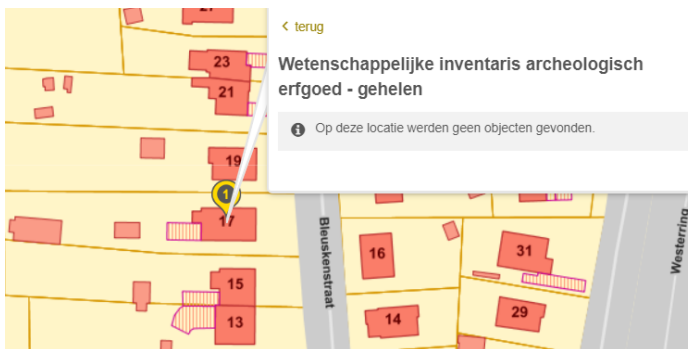 terug
Wetenschappelijke inventaris archeologisch
erfgoed - gehelen
Op deze locatie werden geen objecten gevonden.
23
21
19
1
17
15
13
Bleuskenstraat
16
14
31
29
Westerring